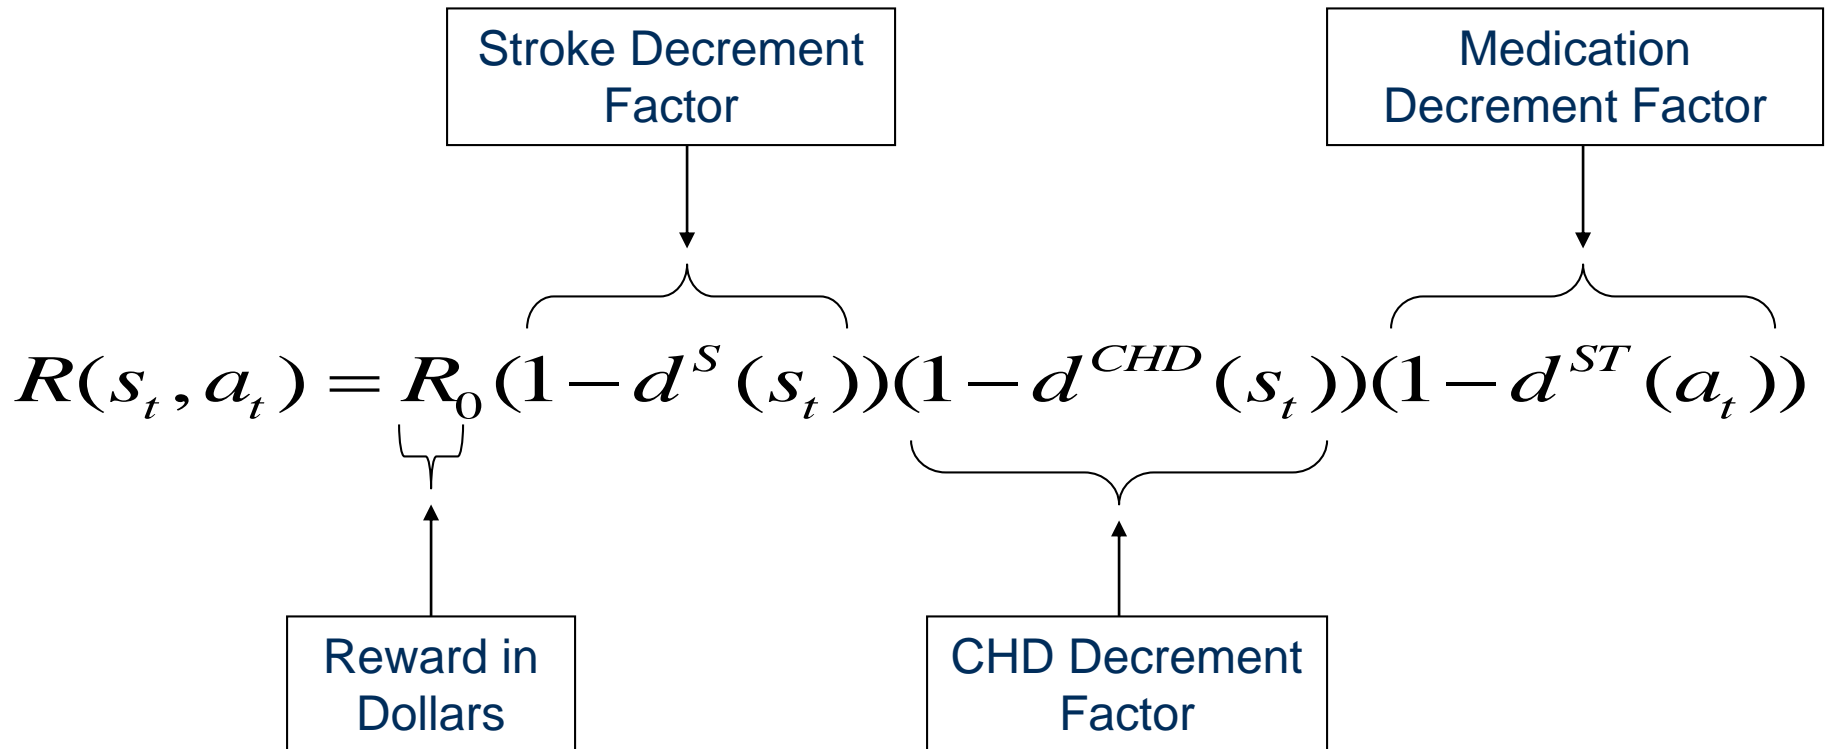 Stroke Decrement
Factor
Medication
Decrement Factor
R(s_t, a_t) = R_0(1 − d^S(s_t))(1 − d^{CHD}(s_t))(1 − d^{ST}(a_t))
Reward in
Dollars
CHD Decrement
Factor